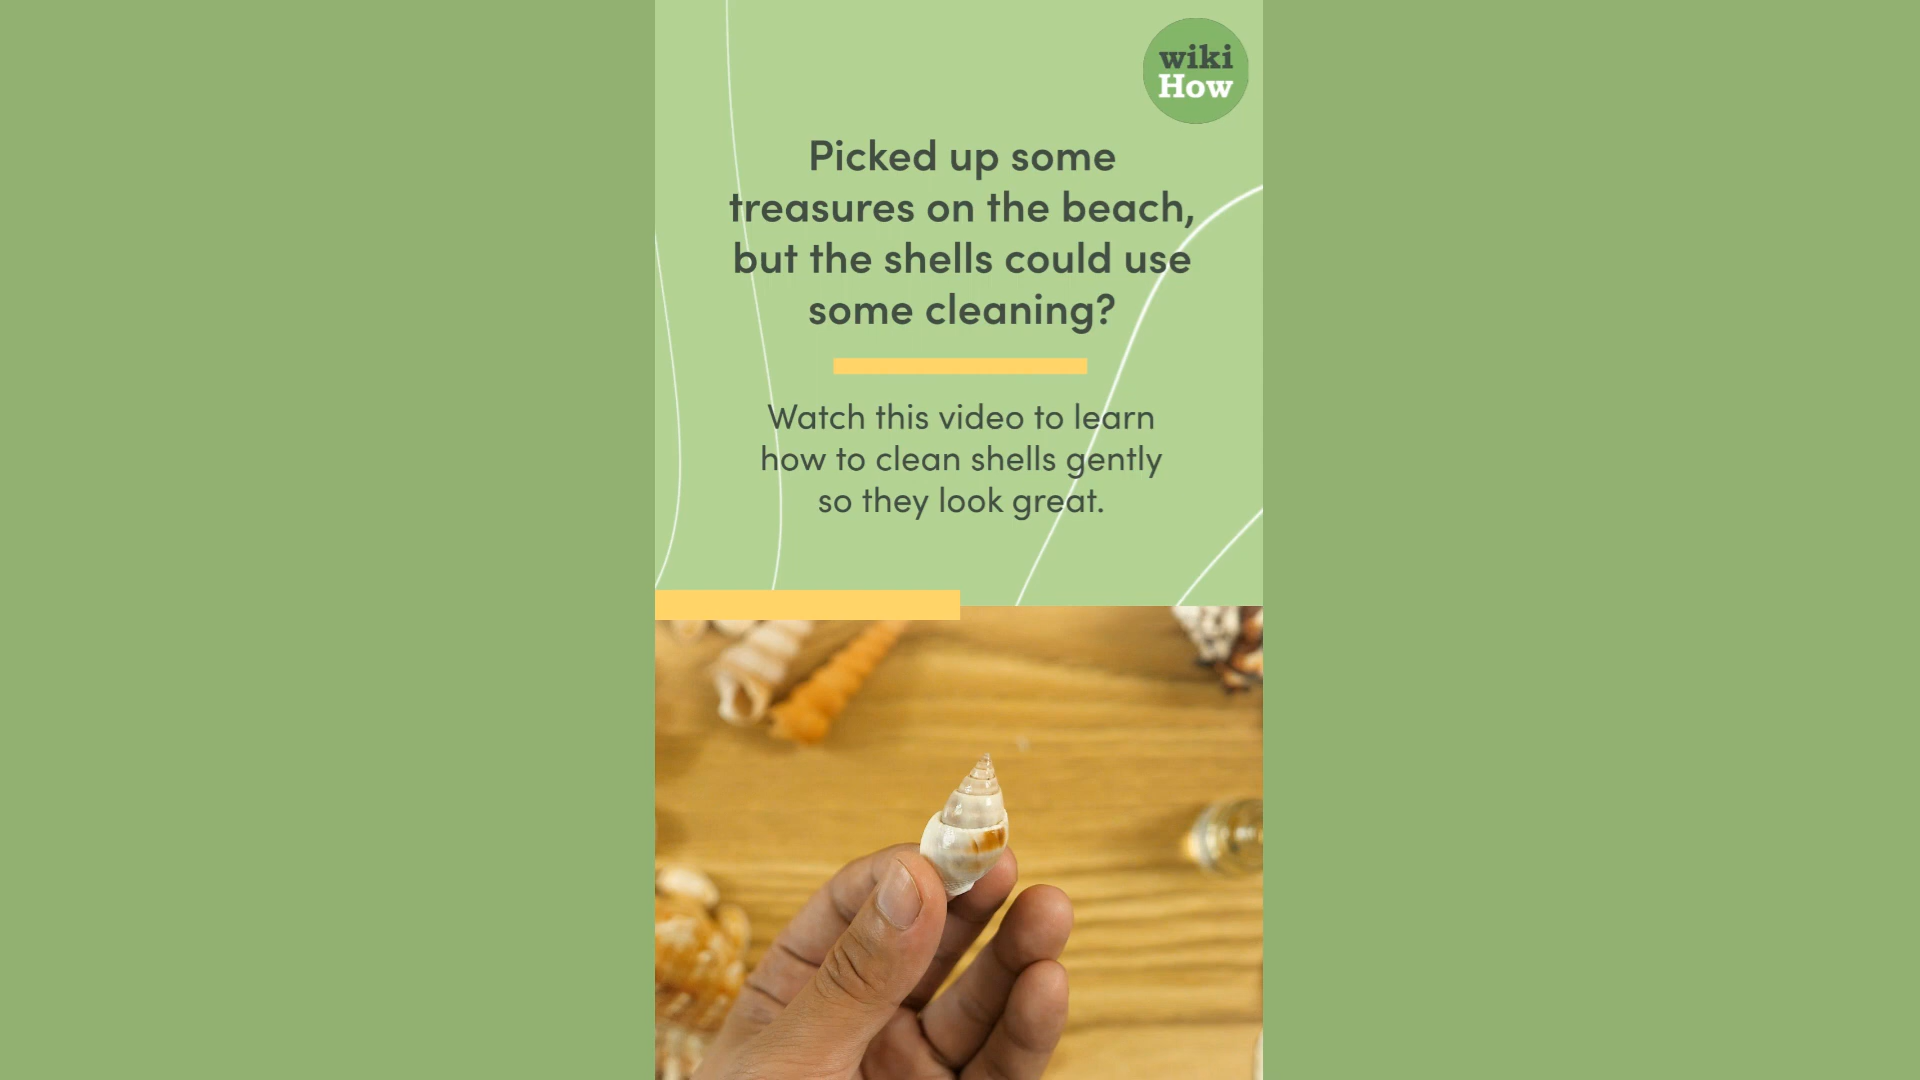 wiki
How
Picked up some
treasures on the beach,
but the shells could use
some cleaning?
Watch this video to learn
how to clean shells gently
so they look great.